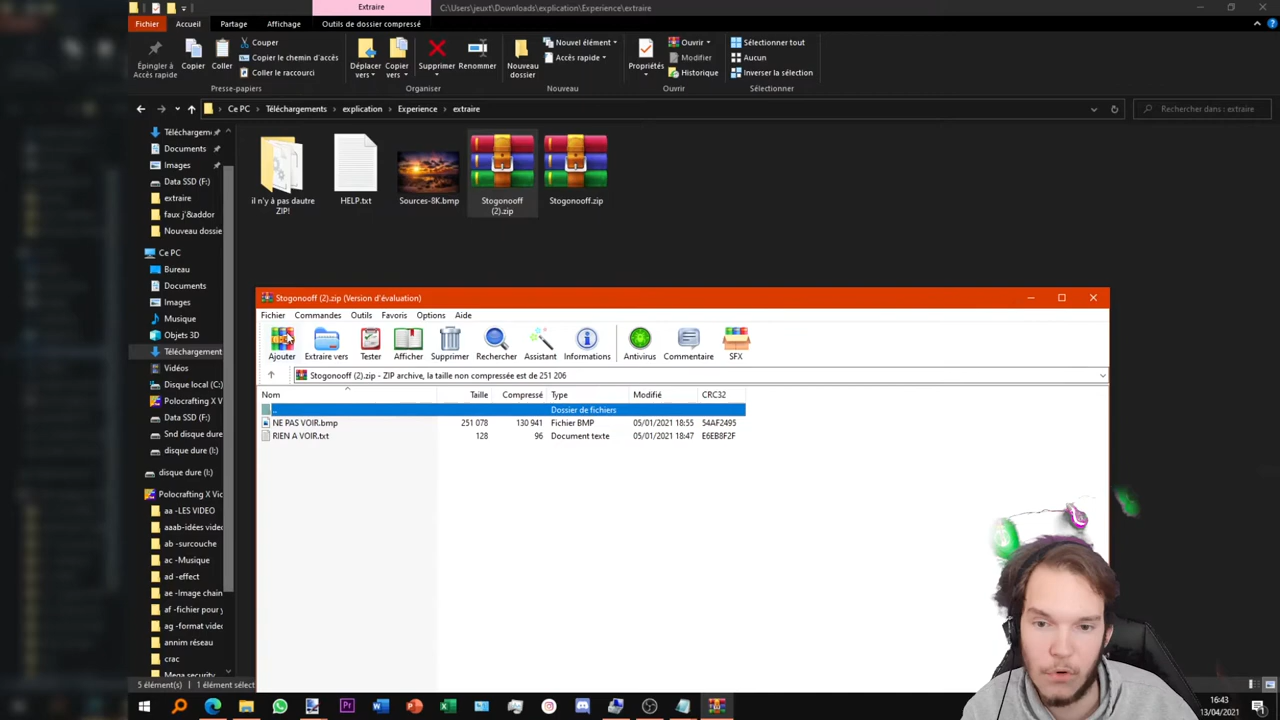 Extraire
C:\Users\jeuxt\Downloads\explication\Experience\extraire
Fichier Accueil Partage Affichage Outils de dossier compressé
Épingler à Accès rapide
Copier
Coller
Couper
Copier le chemin d'accès
Coller le raccourci
Presse-papiers
Déplacer vers
Copier vers
Supprimer
Renommer
Organiser
Nouveau dossier
Nouvel élément
Accès rapide
Nouveau
Propriétés
Ouvrir
Modifier
Historique
Ouvrir
Sélectionner tout
Aucun
Inverser la sélection
Sélectionner
Ce PC > Téléchargements > explication > Experience > extraire
Rechercher dans : extraire
Téléchargem
Documents
Images
Data SSD (F:)
extraire
faux j'&addor
Nouveau dossie
Ce PC
Bureau
Documents
Images
Musique
Objets 3D
Téléchargement
Vidéos
Disque local (C:)
Polocrafting X V
Data SSD (F:)
Snd disque dure
disque dure (I:)
disque dure (I:)
Polocrafting X Vic
aa -LES VIDEO
aaab-idées vidéo
ab -surcouche
ac -Musique
ad -effect
ae -Image chain
af -fichier pour y
ag -format video
annim réseau
crac
Mega security
il n'y à pas dautre ZIP!
HELP.txt
Sources-8K.bmp
Stogonooff (2).zip
Stogonooff.zip
Stogonooff (2).zip (Version d'évaluation)
Fichier Commandes Outils Favoris Options Aide
Ajouter Extraire vers Tester Afficher Supprimer Rechercher Assistant Informations Antivirus Commentaire SFX
Stogonooff (2).zip - ZIP archive, la taille non compressée est de 251 206
Nom Taille Compressé Type Modifié CRC32
.. Dossier de fichiers
NE PAS VOIR.bmp 251 078 130 941 Fichier BMP 05/01/2021 18:55 54AF2495
RIEN A VOIR.txt 128 96 Document texte 05/01/2021 18:47 E6EB8F2F
5 élément(s) 1 élément sélect
16:43
13/04/2021